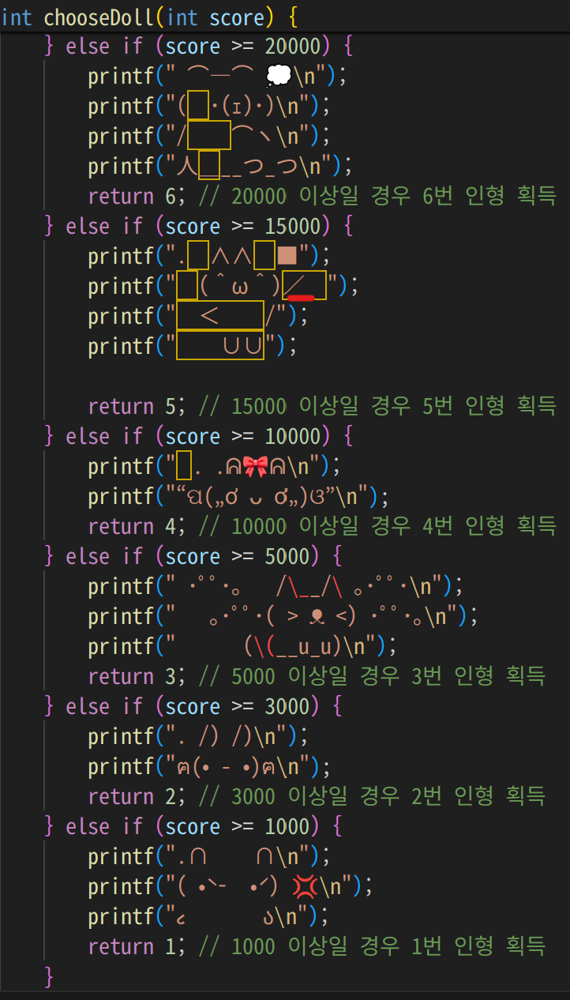 int chooseDoll(int score) {
} else if (score >= 20000) {
printf(" ⌒―⌒ 💭\n");
printf("(　･(ｪ)･)\n");
printf("/　　⌒ヽ\n");
printf("人＿__つ_つ\n");
return 6; // 20000 이상일 경우 6번 인형 획득
} else if (score >= 15000) {
printf(".　∧∧　■");
printf("　( ˆ ω ˆ )／　");
printf("　＜　　/");
printf("　　∪∪");
return 5; // 15000 이상일 경우 5번 인형 획득
} else if (score >= 10000) {
printf(" . .ᕱ🎀ᕱ\n");
printf("“ପ(„ơ ᴗ ơ„)ଓ”\n");
return 4; // 10000 이상일 경우 4번 인형 획득
} else if (score >= 5000) {
printf(" ･ﾟﾟ･｡   /\__/\ ｡･ﾟﾟ･\n");
printf("   ｡･ﾟﾟ･( > ᴥ <) ･ﾟﾟ･｡\n");
printf("      (\(__u_u)\n");
return 3; // 5000 이상일 경우 3번 인형 획득
} else if (score >= 3000) {
printf(". /) /)\n");
printf("ฅ(• - •)ฅ\n");
return 2; // 3000 이상일 경우 2번 인형 획득
} else if (score >= 1000) {
printf(".∩    ∩\n");
printf("( •̀-  •́) 💢\n");
printf("૮       ა\n");
return 1; // 1000 이상일 경우 1번 인형 획득
}